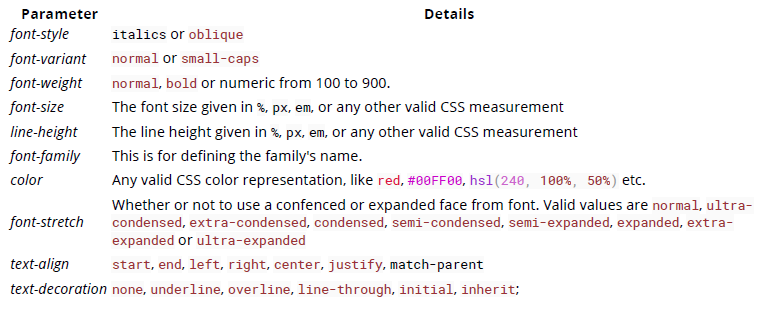 Parameter Details
font-style italics or oblique
font-variant normal or small-caps
font-weight normal, bold or numeric from 100 to 900.
font-size The font size given in %, px, em, or any other valid CSS measurement
line-height The line height given in %, px, em, or any other valid CSS measurement
font-family This is for defining the family's name.
color Any valid CSS color representation, like red, #00FF00, hsl(240, 100%, 50%) etc.
Whether or not to use a confenced or expanded face from font. Valid values are normal, ultra-
font-stretch condensed, extra-condensed, condensed, semi-condensed, semi-expanded, expanded, extra-
expanded or ultra-expanded
text-align start, end, left, right, center, justify, match-parent
text-decoration none, underline, overline, line-through, initial, inherit;